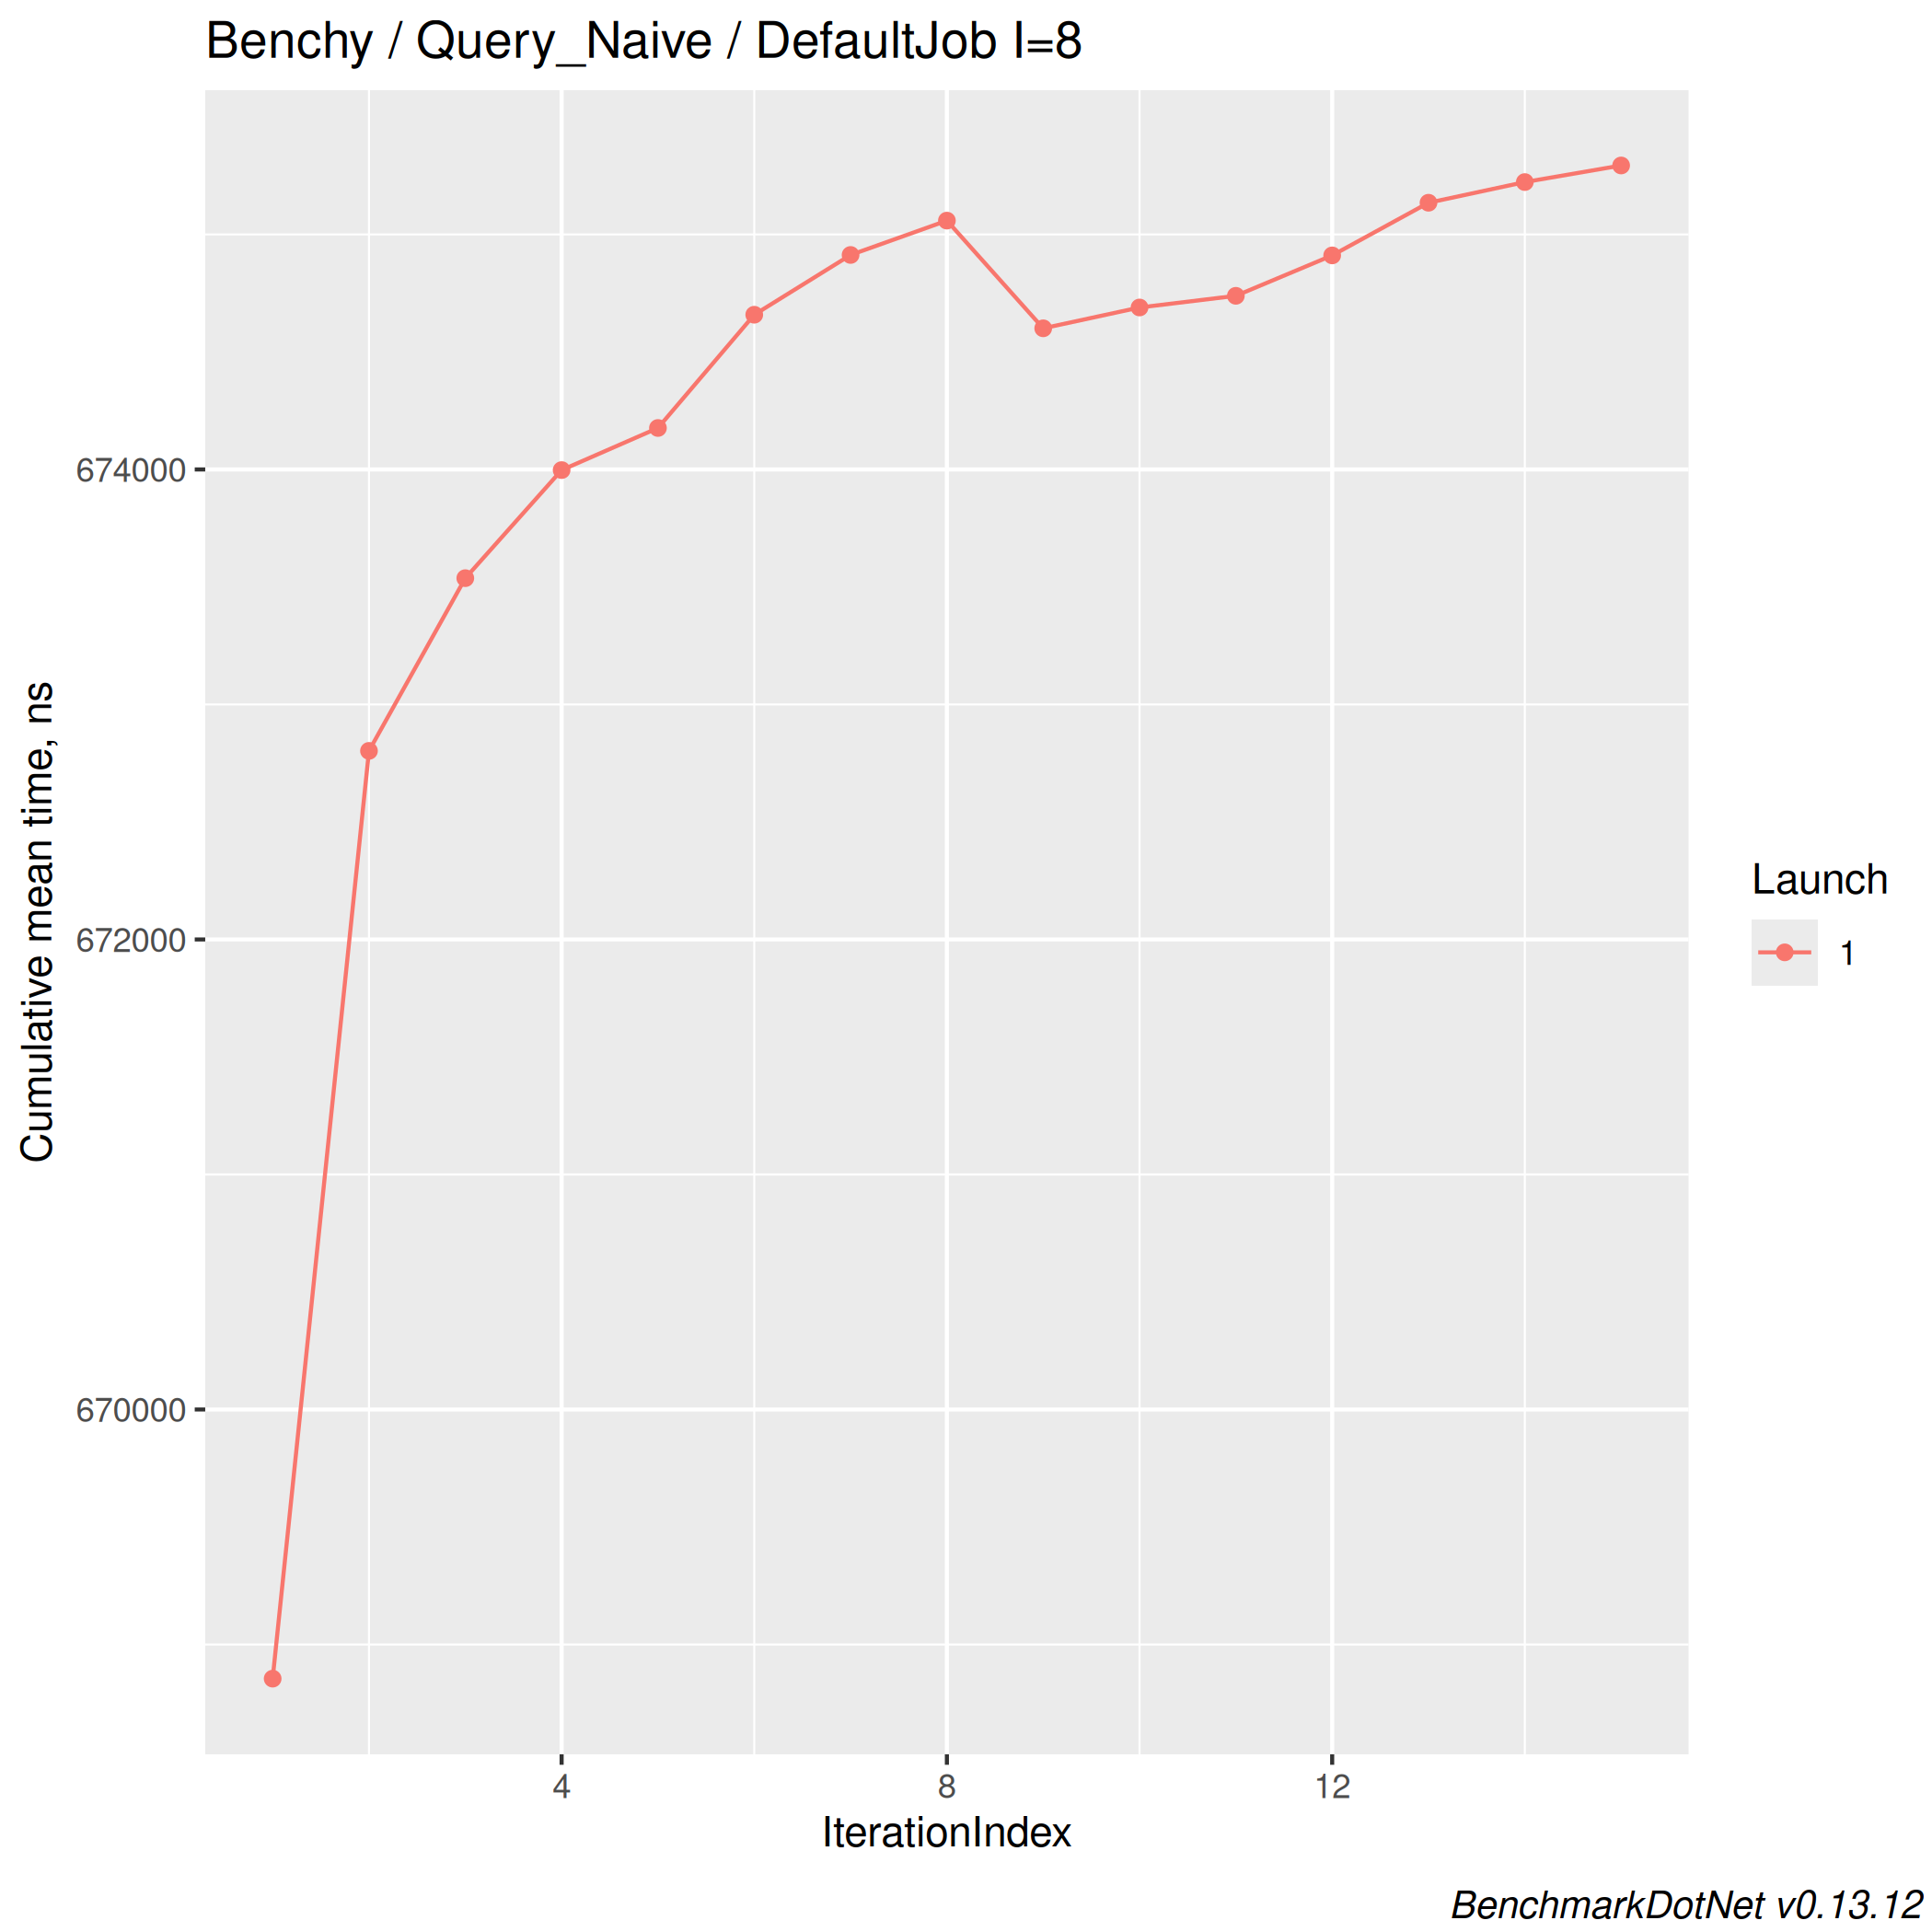 Benchy / Query_Naive / DefaultJob I=8
Cumulative mean time, ns
674000
672000
670000
4 8 12
IterationIndex
Launch
1
BenchmarkDotNet v0.13.12